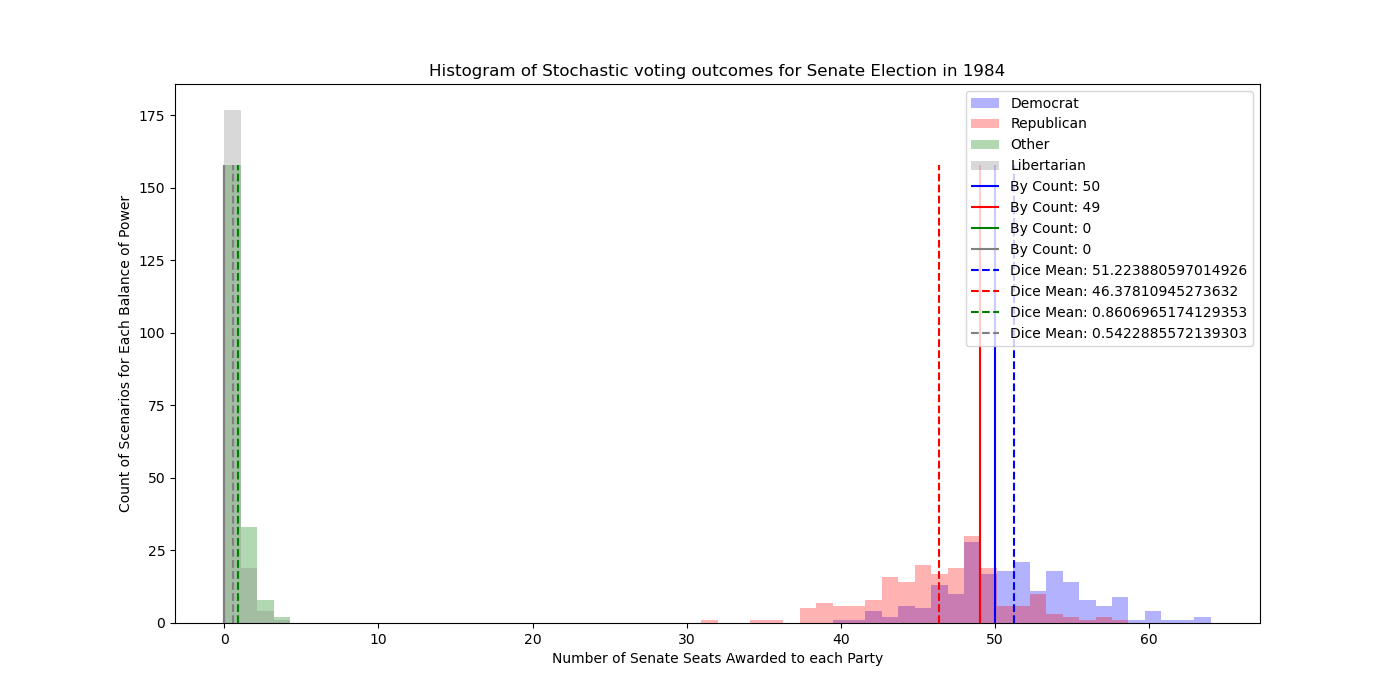 Histogram of Stochastic voting outcomes for Senate Election in 1984
Count of Scenarios for Each Balance of Power
175
150
125
100
75
50
25
0
Democrat
Republican
Other
Libertarian
By Count: 50
By Count: 49
By Count: 0
By Count: 0
Dice Mean: 51.223880597014926
Dice Mean: 46.37810945273632
Dice Mean: 0.8606965174129353
Dice Mean: 0.5422885572139303
0 10 20 30 40 50 60
Number of Senate Seats Awarded to each Party